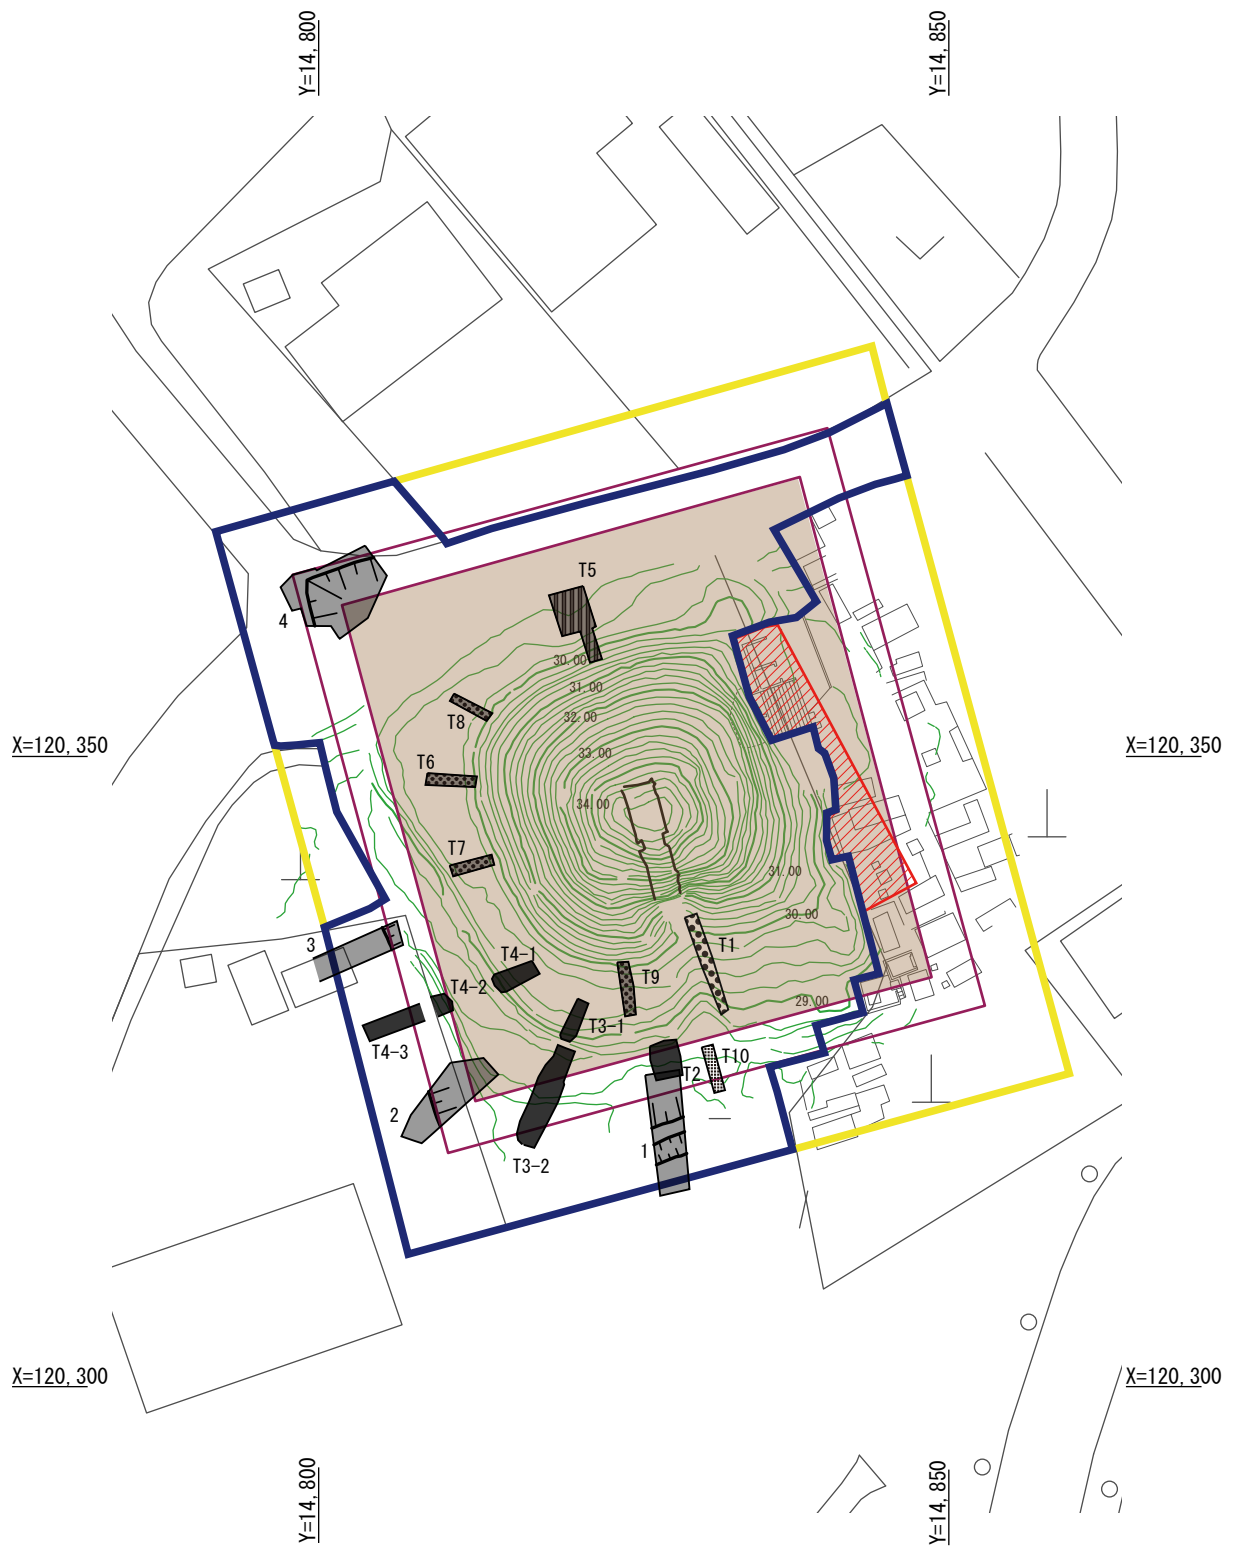 Y=14,800
Y=14,850
T5
4
30.00
31.00
T8
32.00
X=120,350
X=120,350
33.00
T6
34.00
T7
31.00
30.00
3
T4-1
T1
T4-2
T9
29.00
T3-1
T4-3
T10
T2
2
1
T3-2
X=120,300
X=120,300
Y=14,800
Y=14,850